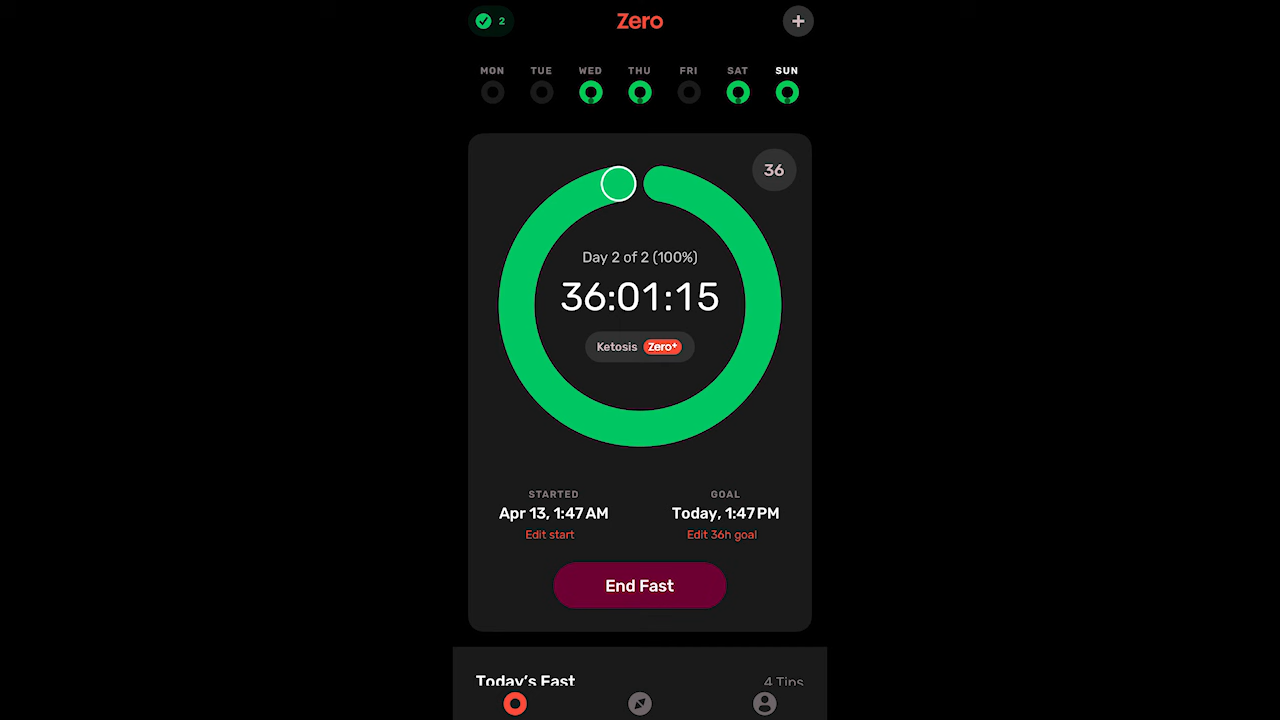 2 Zero +
MON TUE WED THU FRI SAT SUN
36
Day 2 of 2 (100%)
36:01:15
Ketosis Zero+
STARTED GOAL
Apr 13, 1:47 AM Today, 1:47 PM
Edit start Edit 36h goal
End Fast
Today's Fast 4 Tips